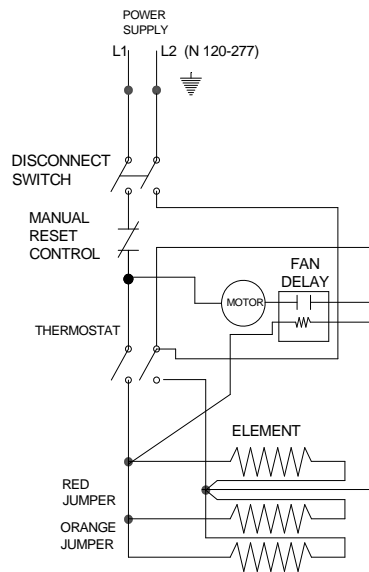 POWER
SUPPLY
L1 L2 (N 120-277)
DISCONNECT
SWITCH
MANUAL
RESET
CONTROL
FAN
DELAY
MOTOR
THERMOSTAT
ELEMENT
RED
JUMPER
ORANGE
JUMPER